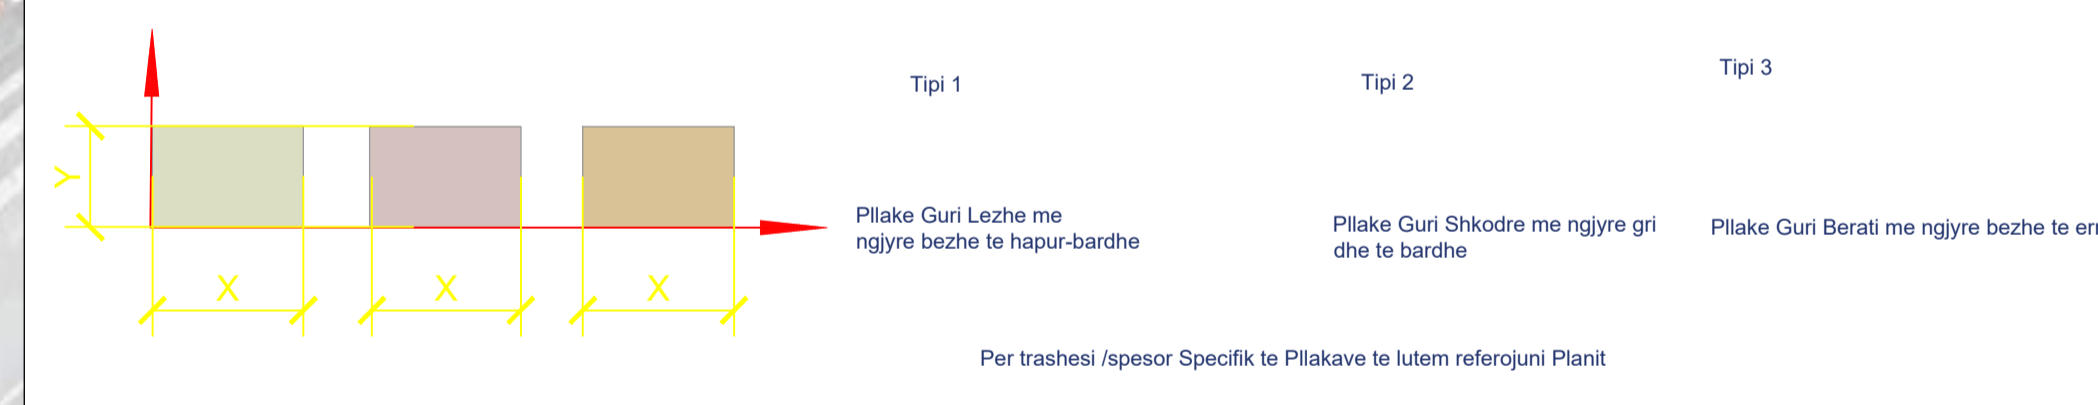 Tipi 1
Tipi 2
Tipi 3
Y
Pllake Guri Lezhe me
ngjyre bezhe te hapur-bardhe
Pllake Guri Shkodre me ngjyre gri
dhe te bardhe
Pllake Guri Berati me ngjyre bezhe te
X
X
X
Per trashesi /spesor Specifik te Pllakave te lutem referojuni Planit